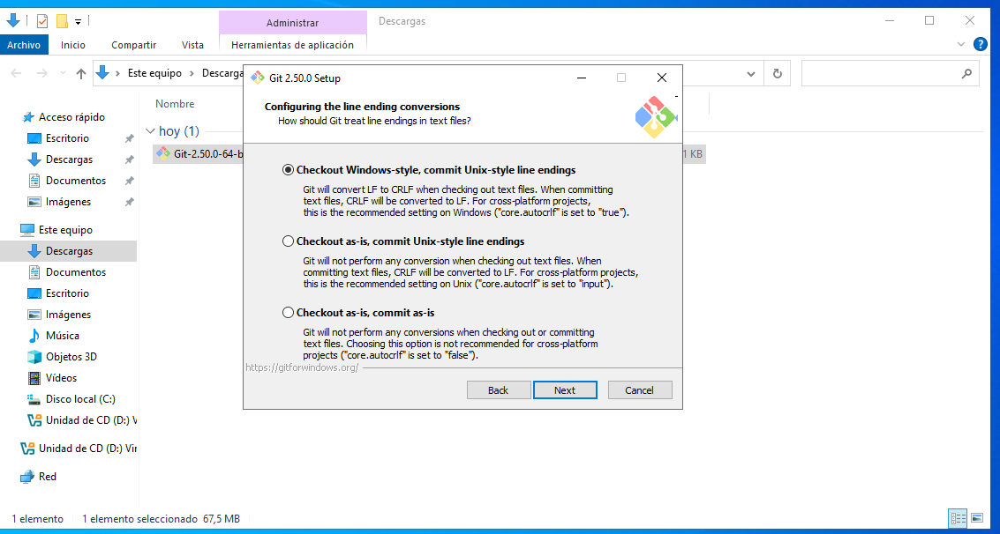 Administrar
Descargas
Archivo
Inicio
Compartir
Vista
Herramientas de aplicación
Este equipo
Descarga
Nombre
Acceso rápido
hoy (1)
Escritorio
Git-2.50.0-64-b
1 KB
Descargas
Documentos
Imágenes
Este equipo
Descargas
Documentos
Escritorio
Imágenes
Música
Objetos 3D
Vídeos
Disco local (C:)
Unidad de CD (D:) V
Unidad de CD (D:) Vir
Red
Git 2.50.0 Setup
Configuring the line ending conversions
How should Git treat line endings in text files?
Checkout Windows-style, commit Unix-style line endings
Git will convert LF to CRLF when checking out text files. When committing
text files, CRLF will be converted to LF. For cross-platform projects,
this is the recommended setting on Windows ("core.autocrlf" is set to "true").
Checkout as-is, commit Unix-style line endings
Git will not perform any conversion when checking out text files. When
committing text files, CRLF will be converted to LF. For cross-platform projects,
this is the recommended setting on Unix ("core.autocrlf" is set to "input").
Checkout as-is, commit as-is
Git will not perform any conversions when checking out or committing
text files. Choosing this option is not recommended for cross-platform
projects ("core.autocrlf" is set to "false").
https://gitforwindows.org/
Back
Next
Cancel
1 elemento
1 elemento seleccionado 67,5 MB